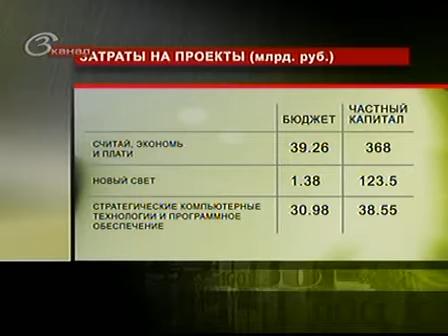 3 канал
ЗАТРАТЫ НА ПРОЕКТЫ (млрд. руб.)
БЮДЖЕТ
ЧАСТНЫЙ
КАПИТАЛ
СЧИТАЙ, ЭКОНОМЬ
И ПЛАТИ
39.26
368
НОВЫЙ СВЕТ
1.38
123.5
СТРАТЕГИЧЕСКИЕ КОМПЬЮТЕРНЫЕ
ТЕХНОЛОГИИ И ПРОГРАММНОЕ
ОБЕСПЕЧЕНИЕ
30.98
38.55